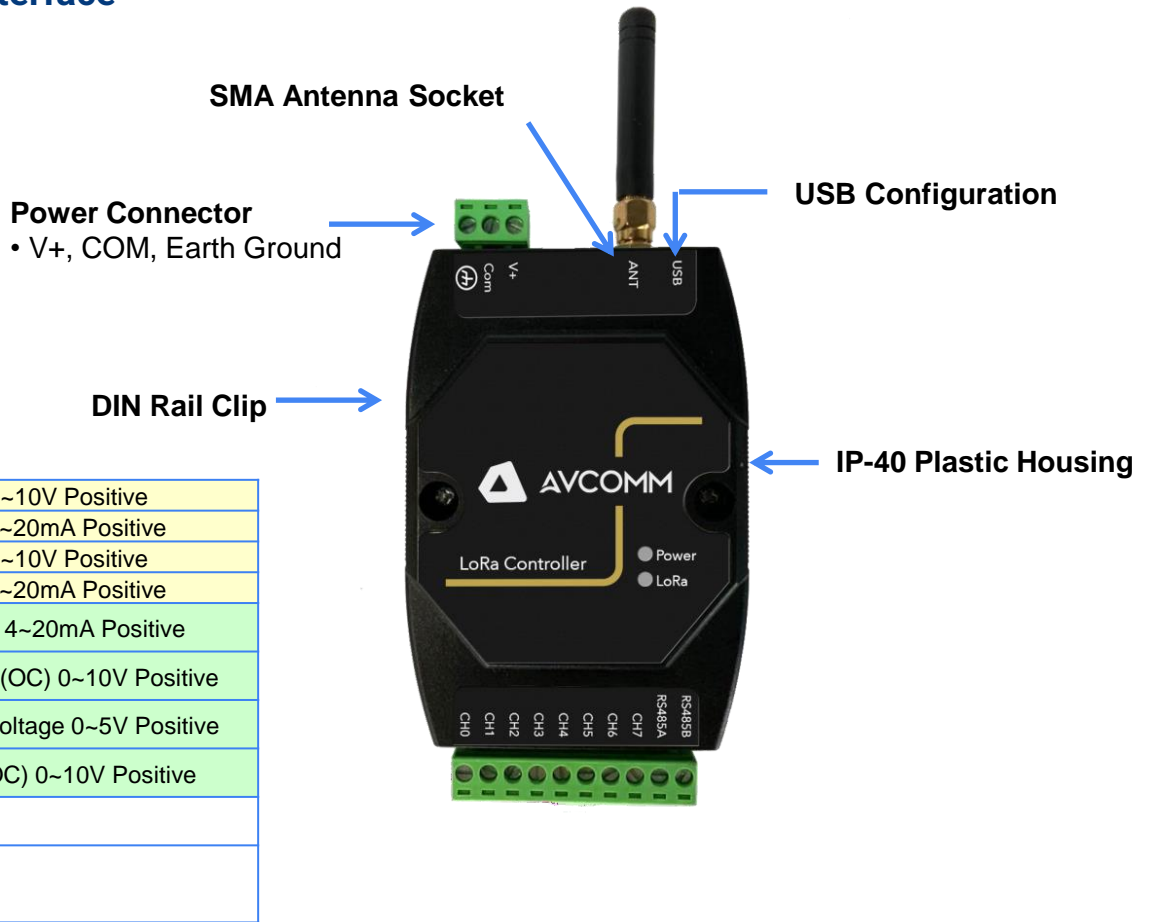 SMA Antenna Socket
USB Configuration
Power Connector
• V+, COM, Earth Ground
Com
V+
ANT
USB
DIN Rail Clip
IP-40 Plastic Housing
AVCOMM
LoRa Controller
Power
LoRa
~10V Positive
~20mA Positive
~10V Positive
~20mA Positive
4~20mA Positive
(OC) 0~10V Positive
oltage 0~5V Positive
C) 0~10V Positive
CH0
CH1
CH2
CH3
CH4
CH5
CH6
CH7
RS485A
RS485B